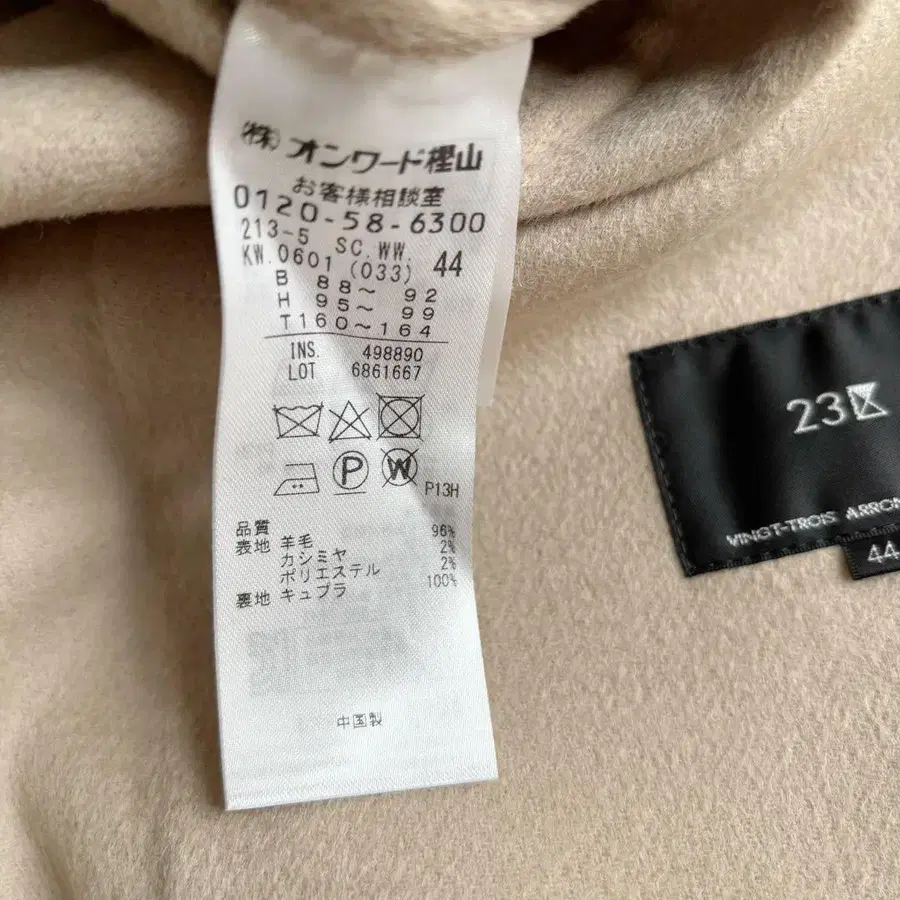 (株)オンワード樫山
お客様相談室
0120-58-6300
213-5 SC.WW.
KW.0601 (033) 44
B 88〜 92
H 95〜 99
T160〜164
INS. 498890
LOT 6861667
P
W
P13H
品質
表地 羊毛 96%
カシミヤ 2%
ポリエステル 2%
裏地 キュプラ 100%
中国製
23区
VINGT-TROIS ARRON
44